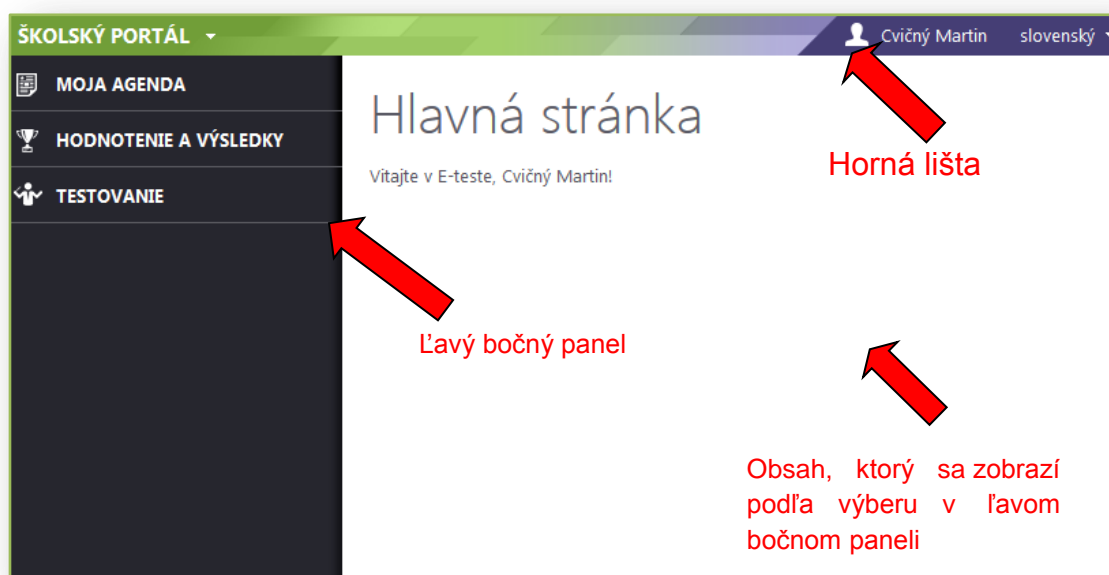 ŠKOLSKÝ PORTÁL
Cvičný Martin
slovenský
MOJA AGENDA
HODNOTENIE A VÝSLEDKY
TESTOVANIE
Hlavná stránka
Vitajte v E-teste, Cvičný Martin!
Horná lišta
Ľavý bočný panel
Obsah, ktorý sa zobrazí
podľa výberu v ľavom
bočnom paneli